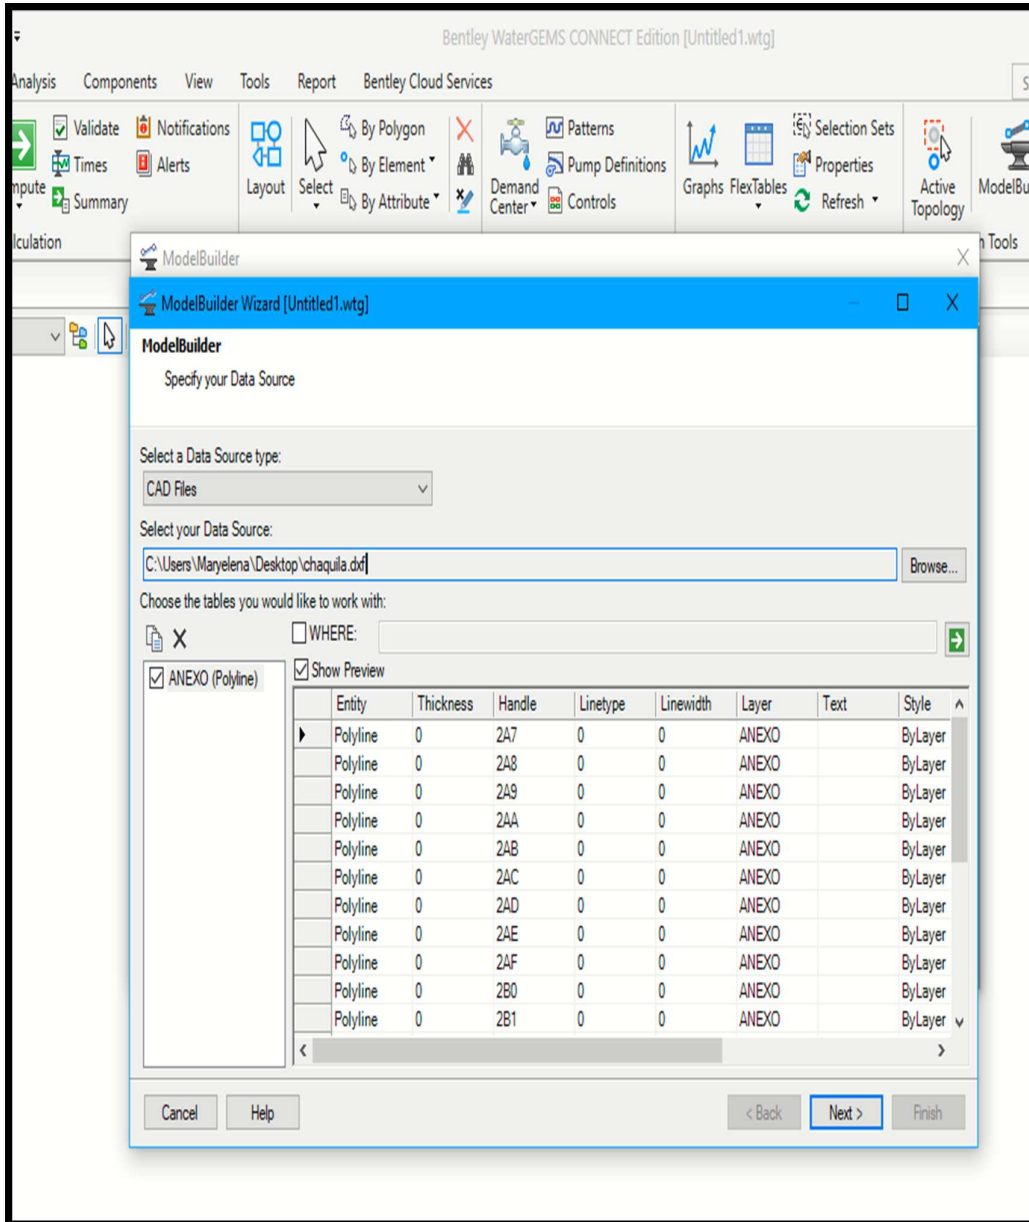 Bentley WaterGEMS CONNECT Edition [Untitled1.wtg]
Analysis Components View Tools Report Bentley Cloud Services
Validate Notifications By Polygon Patterns Selection Sets
Times Alerts By Element Pump Definitions Properties
Summary Layout Select By Attribute Demand Center Controls Graphs FlexTables Refresh Active Topology
Tools
ModelBuilder
ModelBuilder Wizard [Untitled1.wtg]
ModelBuilder
Specify your Data Source
Select a Data Source type:
CAD Files
Select your Data Source:
C:\Users\Maryelena\Desktop\chaquila.dxf
Browse...
Choose the tables you would like to work with:
WHERE:
ANEXO (Polyline)
Show Preview
Entity Thickness Handle Linetype Linewidth Layer Text Style
Polyline 0 2A7 0 0 ANEXO ByLayer
Polyline 0 2A8 0 0 ANEXO ByLayer
Polyline 0 2A9 0 0 ANEXO ByLayer
Polyline 0 2AA 0 0 ANEXO ByLayer
Polyline 0 2AB 0 0 ANEXO ByLayer
Polyline 0 2AC 0 0 ANEXO ByLayer
Polyline 0 2AD 0 0 ANEXO ByLayer
Polyline 0 2AE 0 0 ANEXO ByLayer
Polyline 0 2AF 0 0 ANEXO ByLayer
Polyline 0 2B0 0 0 ANEXO ByLayer
Polyline 0 2B1 0 0 ANEXO ByLayer
Cancel Help < Back Next > Finish